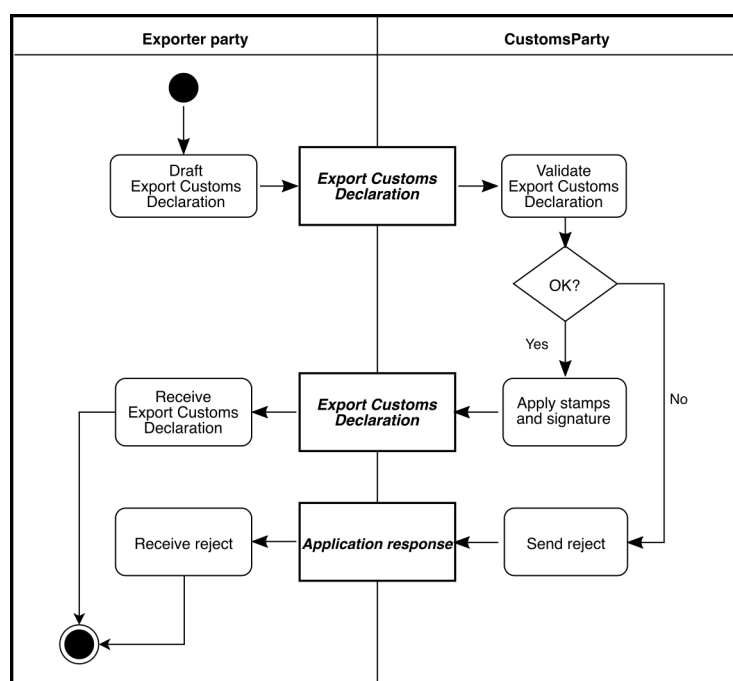 Exporter party
CustomsParty
Draft
Export Customs
Declaration
Export Customs
Declaration
Validate
Export Customs
Declaration
OK?
Yes
No
Receive
Export Customs
Declaration
Export Customs
Declaration
Apply stamps
and signature
Receive reject
Application response
Send reject